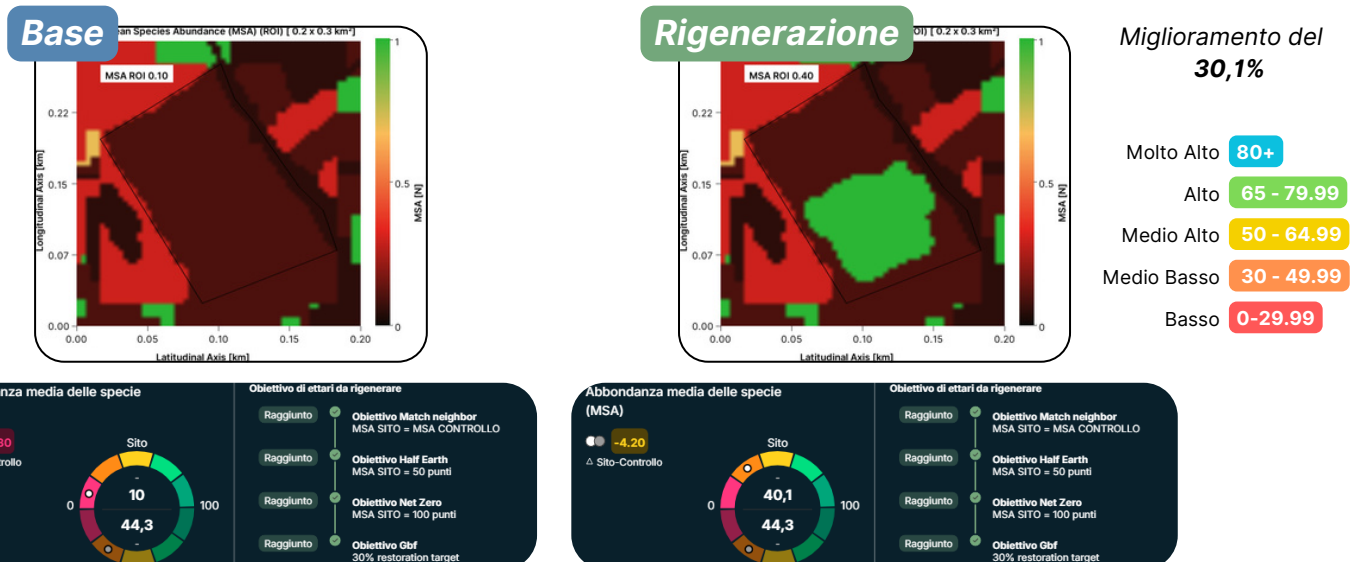 Base
ean Species Abundance (MSA) (ROI) [ 0.2 x 0.3 km²]
MSA ROI 0.10
0.22
0.15
0.07
0.00
0.00
0.05
0.10
0.15
0.20
Longitudinal Axis [km]
Latitudinal Axis [km]
1
0.5
0
MSA [N]
Rigenerazione
OI) [ 0.2 x 0.3 km²]
MSA ROI 0.40
0.22
0.15
0.07
0.00
0.00
0.05
0.10
0.15
0.20
Longitudinal Axis [km]
Latitudinal Axis [km]
1
0.5
0
MSA [N]
Miglioramento del
30,1%
Molto Alto 80+
Alto 65 - 79.99
Medio Alto 50 - 64.99
Medio Basso 30 - 49.99
Basso 0-29.99
nza media delle specie
30
trollo
Sito
0
100
-
10
44,3
-
Obiettivo di ettari da rigenerare
Raggiunto
Obiettivo Match neighbor
MSA SITO = MSA CONTROLLO
Raggiunto
Obiettivo Half Earth
MSA SITO = 50 punti
Raggiunto
Obiettivo Net Zero
MSA SITO = 100 punti
Raggiunto
Obiettivo Gbf
30% restoration target
Abbondanza media delle specie
(MSA)
-4.20
△ Sito-Controllo
Sito
0
100
-
40,1
44,3
-
Obiettivo di ettari da rigenerare
Raggiunto
Obiettivo Match neighbor
MSA SITO = MSA CONTROLLO
Raggiunto
Obiettivo Half Earth
MSA SITO = 50 punti
Raggiunto
Obiettivo Net Zero
MSA SITO = 100 punti
Raggiunto
Obiettivo Gbf
30% restoration target